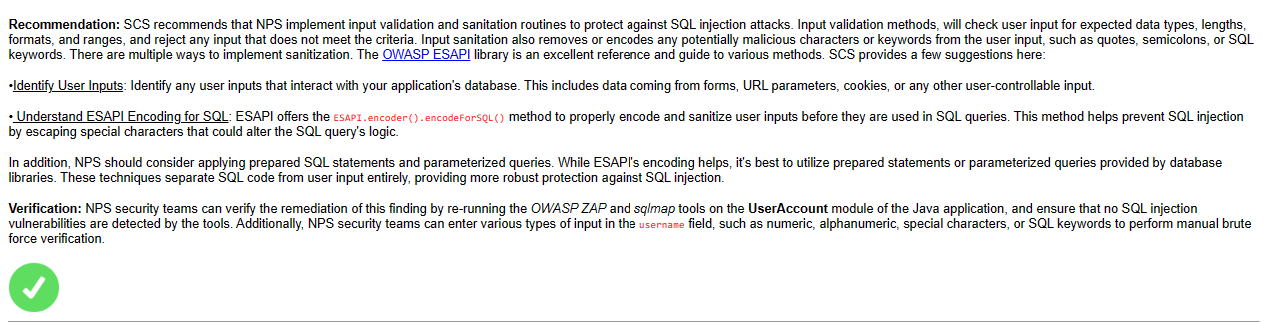 Recommendation: SCS recommends that NPS implement input validation and sanitation routines to protect against SQL injection attacks. Input validation methods, will check user input for expected data types, lengths,
formats, and ranges, and reject any input that does not meet the criteria. Input sanitation also removes or encodes any potentially malicious characters or keywords from the user input, such as quotes, semicolons, or SQL
keywords. There are multiple ways to implement sanitization. The OWASP ESAPI library is an excellent reference and guide to various methods. SCS provides a few suggestions here:
•Identify User Inputs: Identify any user inputs that interact with your application's database. This includes data coming from forms, URL parameters, cookies, or any other user-controllable input.
• Understand ESAPI Encoding for SQL: ESAPI offers the ESAPI.encoder().encodeForSQL() method to properly encode and sanitize user inputs before they are used in SQL queries. This method helps prevent SQL injection
by escaping special characters that could alter the SQL query's logic.
In addition, NPS should consider applying prepared SQL statements and parameterized queries. While ESAPI's encoding helps, it's best to utilize prepared statements or parameterized queries provided by database
libraries. These techniques separate SQL code from user input entirely, providing more robust protection against SQL injection.
Verification: NPS security teams can verify the remediation of this finding by re-running the OWASP ZAP and sqlmap tools on the UserAccount module of the Java application, and ensure that no SQL injection
vulnerabilities are detected by the tools. Additionally, NPS security teams can enter various types of input in the username field, such as numeric, alphanumeric, special characters, or SQL keywords to perform manual brute
force verification.